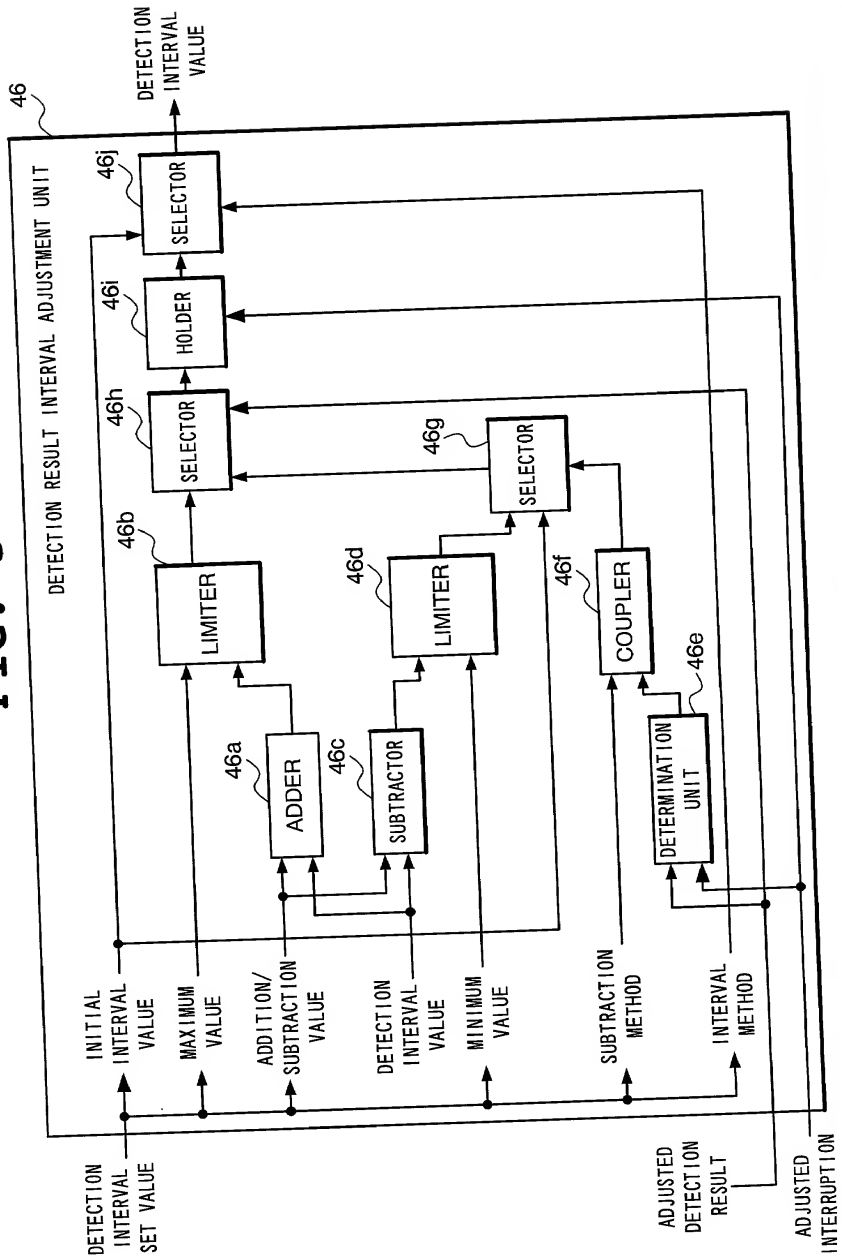 46
DETECTION RESULT INTERVAL ADJUSTMENT UNIT
DETECTION
INTERVAL
SET VALUE
INITIAL
INTERVAL
VALUE
MAXIMUM
VALUE
ADDITION/
SUBTRACTION
VALUE
DETECTION
INTERVAL
VALUE
MINIMUM
VALUE
SUBTRACTION
METHOD
INTERVAL
METHOD
ADJUSTED
DETECTION
RESULT
ADJUSTED
INTERRUPTION
46a
ADDER
46b
LIMITER
46c
SUBTRACTOR
46d
LIMITER
46e
DETERMINATION
UNIT
46f
COUPLER
46g
SELECTOR
46h
SELECTOR
46i
HOLDER
46j
SELECTOR
DETECTION
INTERVAL
VALUE